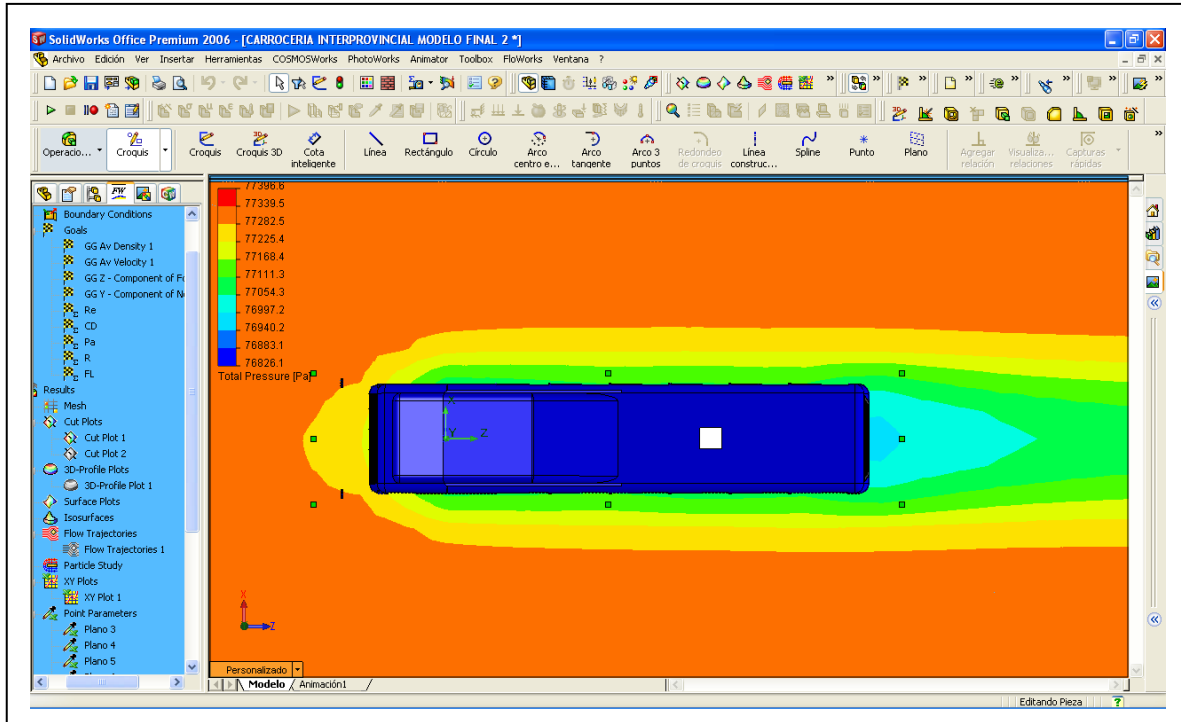 SolidWorks Office Premium 2006 - [CARROCERIA INTERPROVINCIAL MODELO FINAL 2 *]
Archivo Edición Ver Insertar Herramientas COSMOSWorks PhotoWorks Animator Toolbox FloWorks Ventana ?
Operacio... Croquis Croquis Croquis 3D Cota inteligente Línea Rectángulo Círculo Arco centro e... Arco tangente Arco 3 puntos Redondeo de croquis Línea construc... Spline Punto Plano Agregar relación Visualiza... relaciones Capturas rápidas
Boundary Conditions
Goals
GG Av Density 1
GG Av Velocity 1
GG Z - Component of Fo
GG Y - Component of N
Re
CD
Pa
R
FL
Results
Mesh
Cut Plots
Cut Plot 1
Cut Plot 2
3D-Profile Plots
3D-Profile Plot 1
Surface Plots
Isosurfaces
Flow Trajectories
Flow Trajectories 1
Particle Study
XY Plots
XY Plot 1
Point Parameters
Plano 3
Plano 4
Plano 5
77396.6
77339.5
77282.5
77225.4
77168.4
77111.3
77054.3
76997.2
76940.2
76883.1
76826.1
Total Pressure [Pa]
X
Y Z
X
Z
Personalizado
Modelo Animación1
Editando Pieza ?